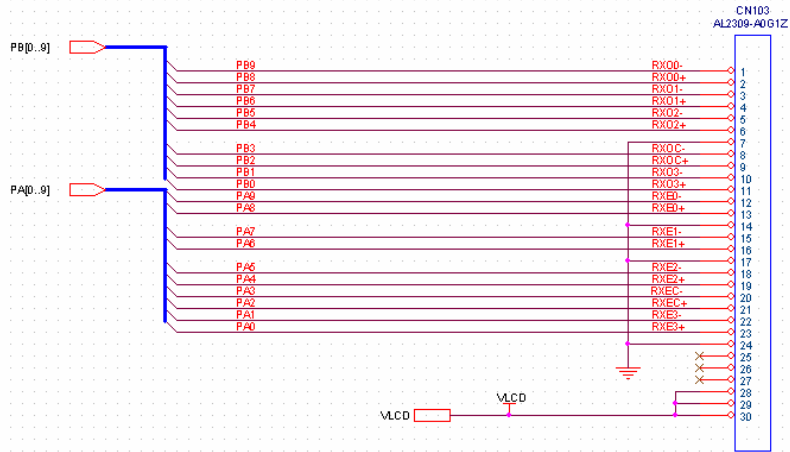 CN103
AL2309-A0G1Z
PB[0..9]
PB9 RXO0- 1
PB8 RXO0+ 2
PB7 RXO1- 3
PB6 RXO1+ 4
PB5 RXO2- 5
PB4 RXO2+ 6
7
PB3 RXOC- 8
PB2 RXOC+ 9
PB1 RXO3- 10
PA[0..9]
PB0 RXO3+ 11
PA9 RXE0- 12
PA8 RXE0+ 13
14
PA7 RXE1- 15
PA6 RXE1+ 16
17
PA5 RXE2- 18
PA4 RXE2+ 19
PA3 RXEC- 20
PA2 RXEC+ 21
PA1 RXE3- 22
PA0 RXE3+ 23
24
25
26
27
28
VLCD
29
VLCD 30